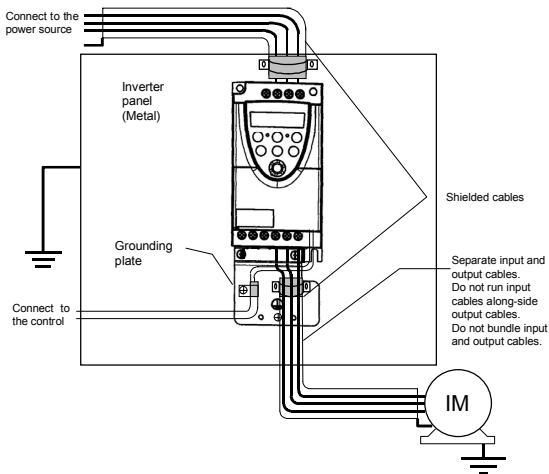 Connect to the
power source
Inverter
panel
(Metal)
Shielded cables
Grounding
plate
Separate input and
output cables.
Do not run input
cables along-side
output cables.
Do not bundle input
and output cables.
Connect to
the control
IM